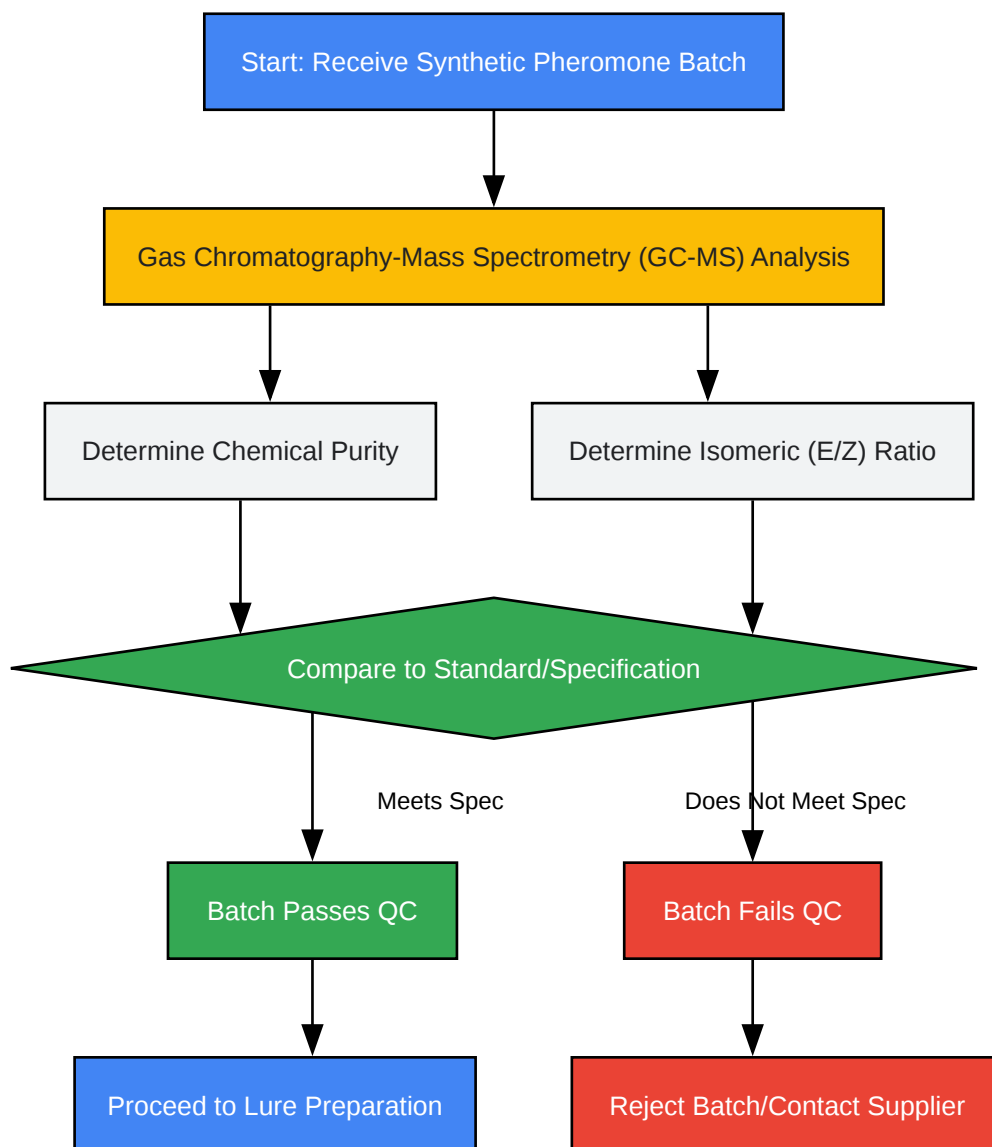 Start: Receive Synthetic Pheromone Batch
Gas Chromatography-Mass Spectrometry (GC-MS) Analysis
Determine Chemical Purity
Determine Isomeric (E/Z) Ratio
Compare to Standard/Specification
Meets Spec
Does Not Meet Spec
Batch Passes QC
Batch Fails QC
Proceed to Lure Preparation
Reject Batch/Contact Supplier